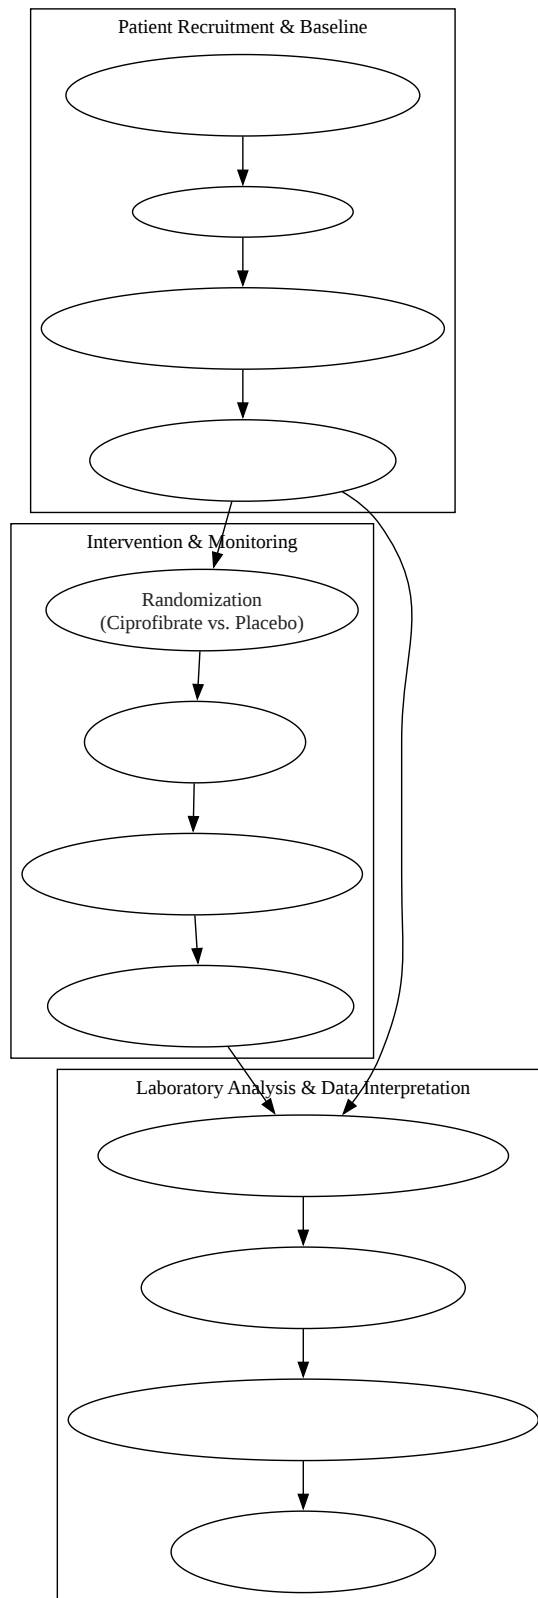 Patient Recruitment & Baseline
Intervention & Monitoring
Randomization
(Ciprofibrate vs. Placebo)
Laboratory Analysis & Data Interpretation